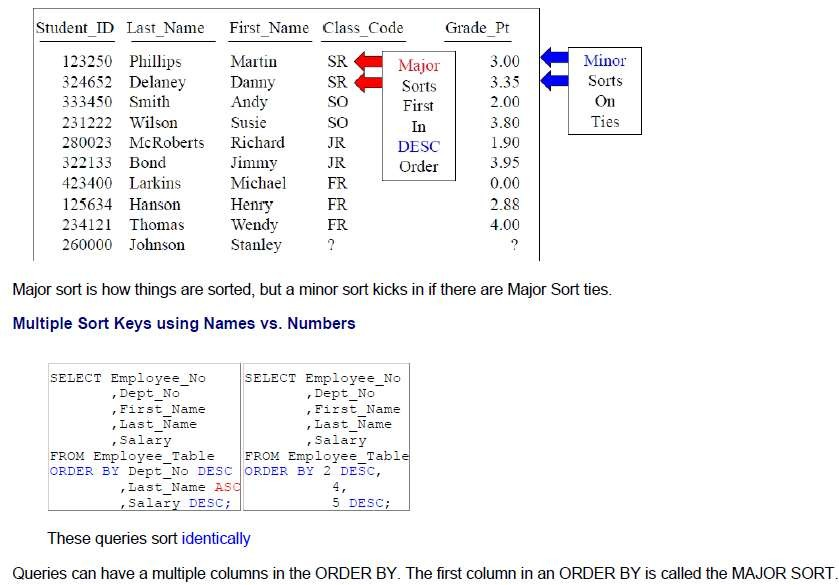 Student_ID Last_Name First_Name Class_Code Grade_Pt
123250 Phillips Martin SR 3.00
324652 Delaney Danny SR 3.35
333450 Smith Andy SO 2.00
231222 Wilson Susie SO 3.80
280023 McRoberts Richard JR 1.90
322133 Bond Jimmy JR 3.95
423400 Larkins Michael FR 0.00
125634 Hanson Henry FR 2.88
234121 Thomas Wendy FR 4.00
260000 Johnson Stanley ? ?
Major
Sorts
First
In
DESC
Order
Minor
Sorts
On
Ties
Major sort is how things are sorted, but a minor sort kicks in if there are Major Sort ties.
Multiple Sort Keys using Names vs. Numbers
SELECT Employee_No
,Dept_No
,First_Name
,Last_Name
,Salary
FROM Employee_Table
ORDER BY Dept_No DESC
,Last_Name ASC
,Salary DESC;
SELECT Employee_No
,Dept_No
,First_Name
,Last_Name
,Salary
FROM Employee_Table
ORDER BY 2 DESC,
4,
5 DESC;
These queries sort identically
Queries can have a multiple columns in the ORDER BY. The first column in an ORDER BY is called the MAJOR SORT.